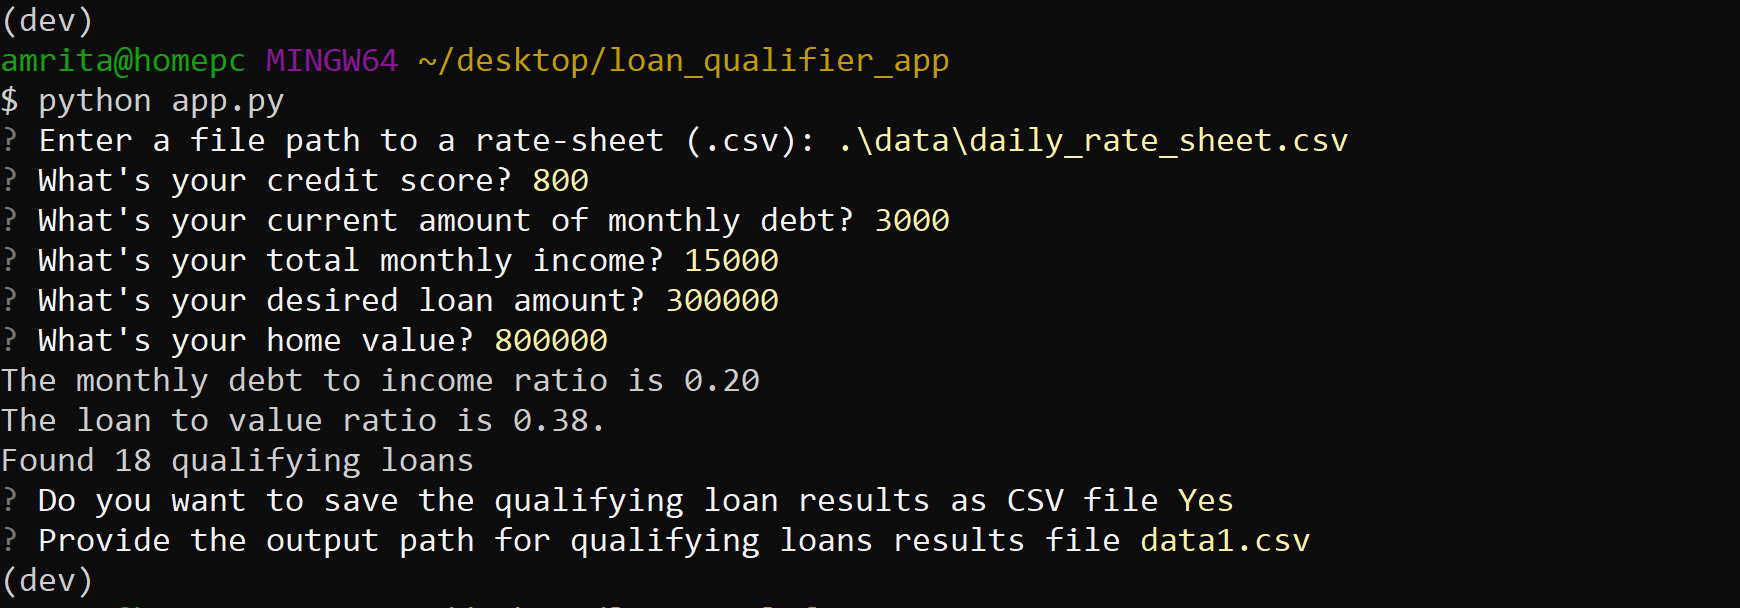 (dev)
amrita@homepc MINGW64 ~/desktop/loan_qualifier_app
$ python app.py
? Enter a file path to a rate-sheet (.csv): .\data\daily_rate_sheet.csv
? What's your credit score? 800
? What's your current amount of monthly debt? 3000
? What's your total monthly income? 15000
? What's your desired loan amount? 300000
? What's your home value? 800000
The monthly debt to income ratio is 0.20
The loan to value ratio is 0.38.
Found 18 qualifying loans
? Do you want to save the qualifying loan results as CSV file Yes
? Provide the output path for qualifying loans results file data1.csv
(dev)